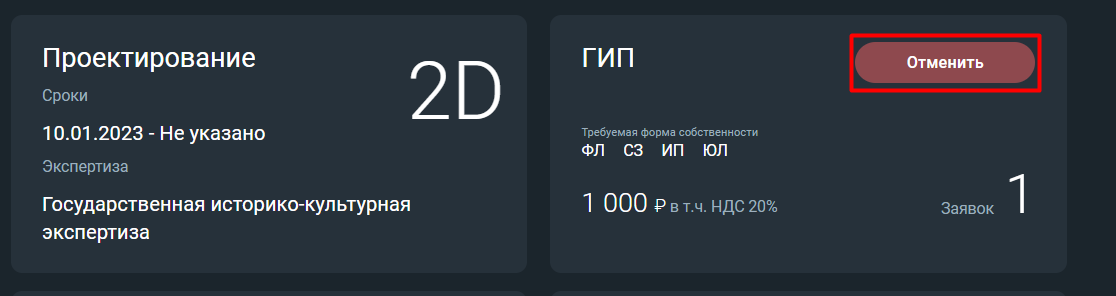 Проектирование
2D
Сроки
10.01.2023 - Не указано
Экспертиза
Государственная историко-культурная
экспертиза
ГИП
Отменить
Требуемая форма собственности
ФЛ СЗ ИП ЮЛ
1 000 ₽ в т.ч. НДС 20%
Заявок 1